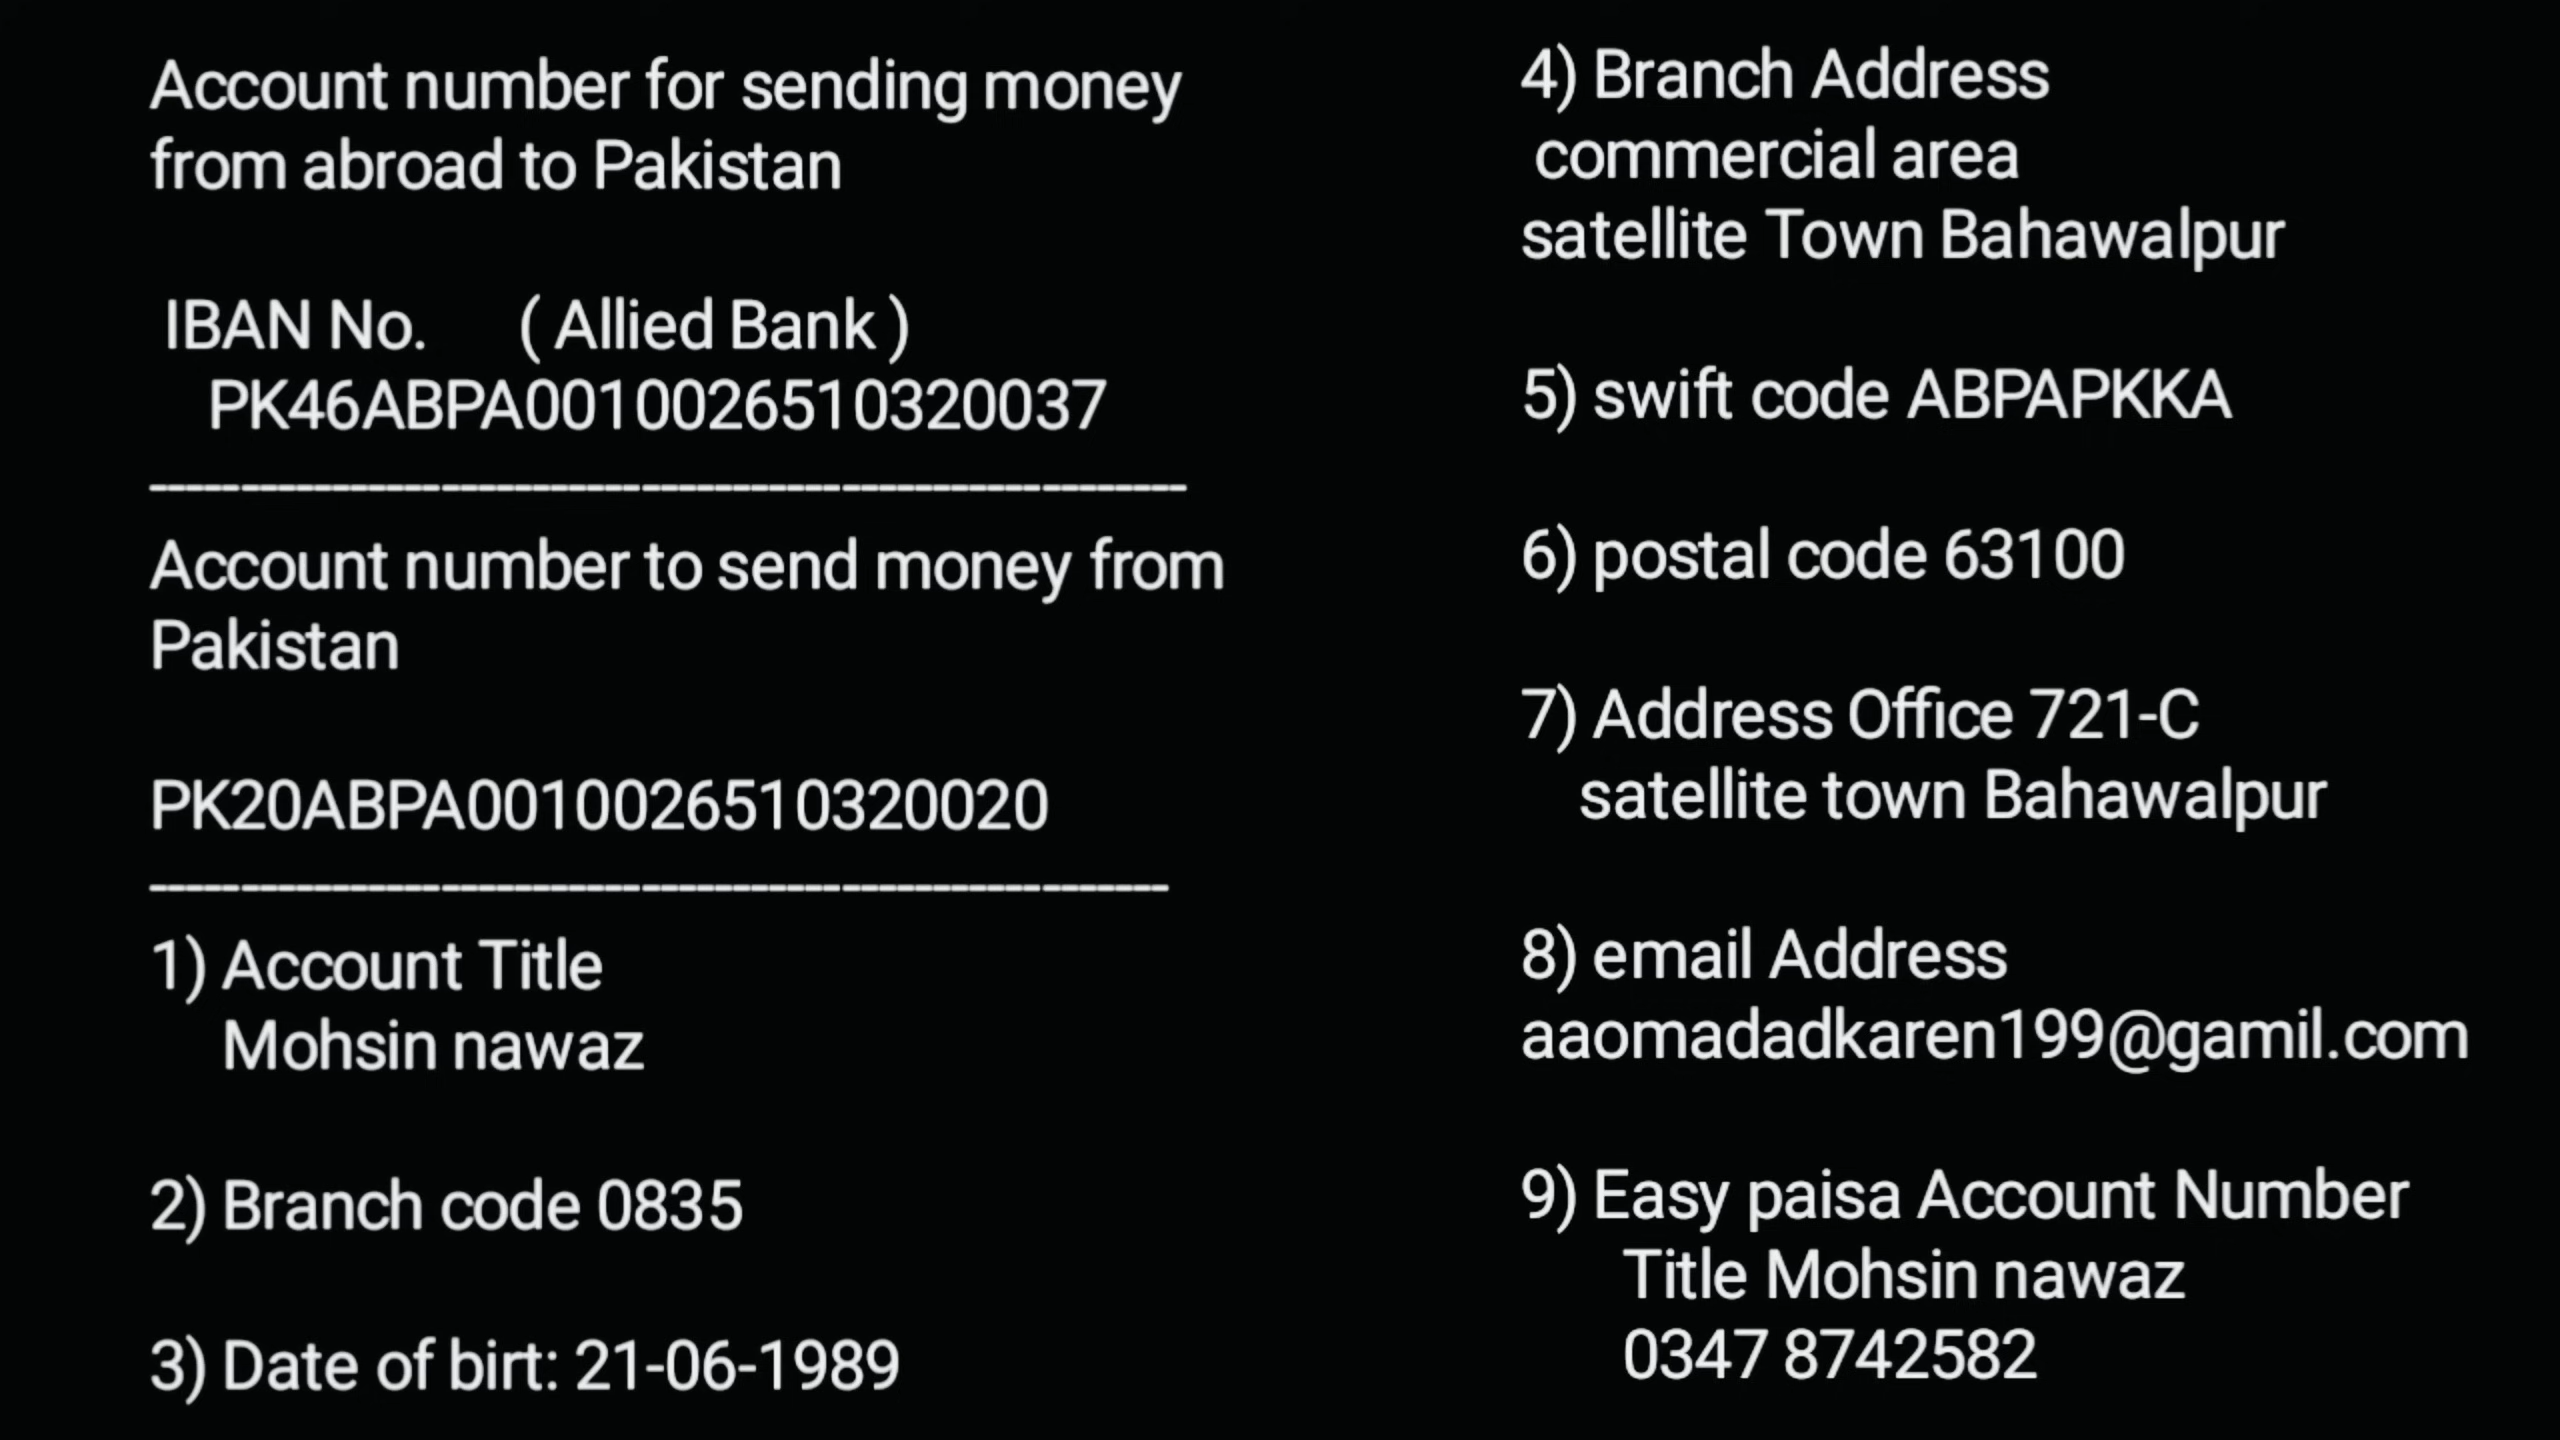 Account number for sending money
from abroad to Pakistan
IBAN No. ( Allied Bank )
PK46ABPA0010026510320037
---------------------------------------------------------
Account number to send money from
Pakistan
PK20ABPA0010026510320020
--------------------------------------------------------
1) Account Title
Mohsin nawaz
2) Branch code 0835
3) Date of birt: 21-06-1989
4) Branch Address
commercial area
satellite Town Bahawalpur
5) swift code ABPAPKKA
6) postal code 63100
7) Address Office 721-C
satellite town Bahawalpur
8) email Address
aaomadadkaren199@gamil.com
9) Easy paisa Account Number
Title Mohsin nawaz
0347 8742582